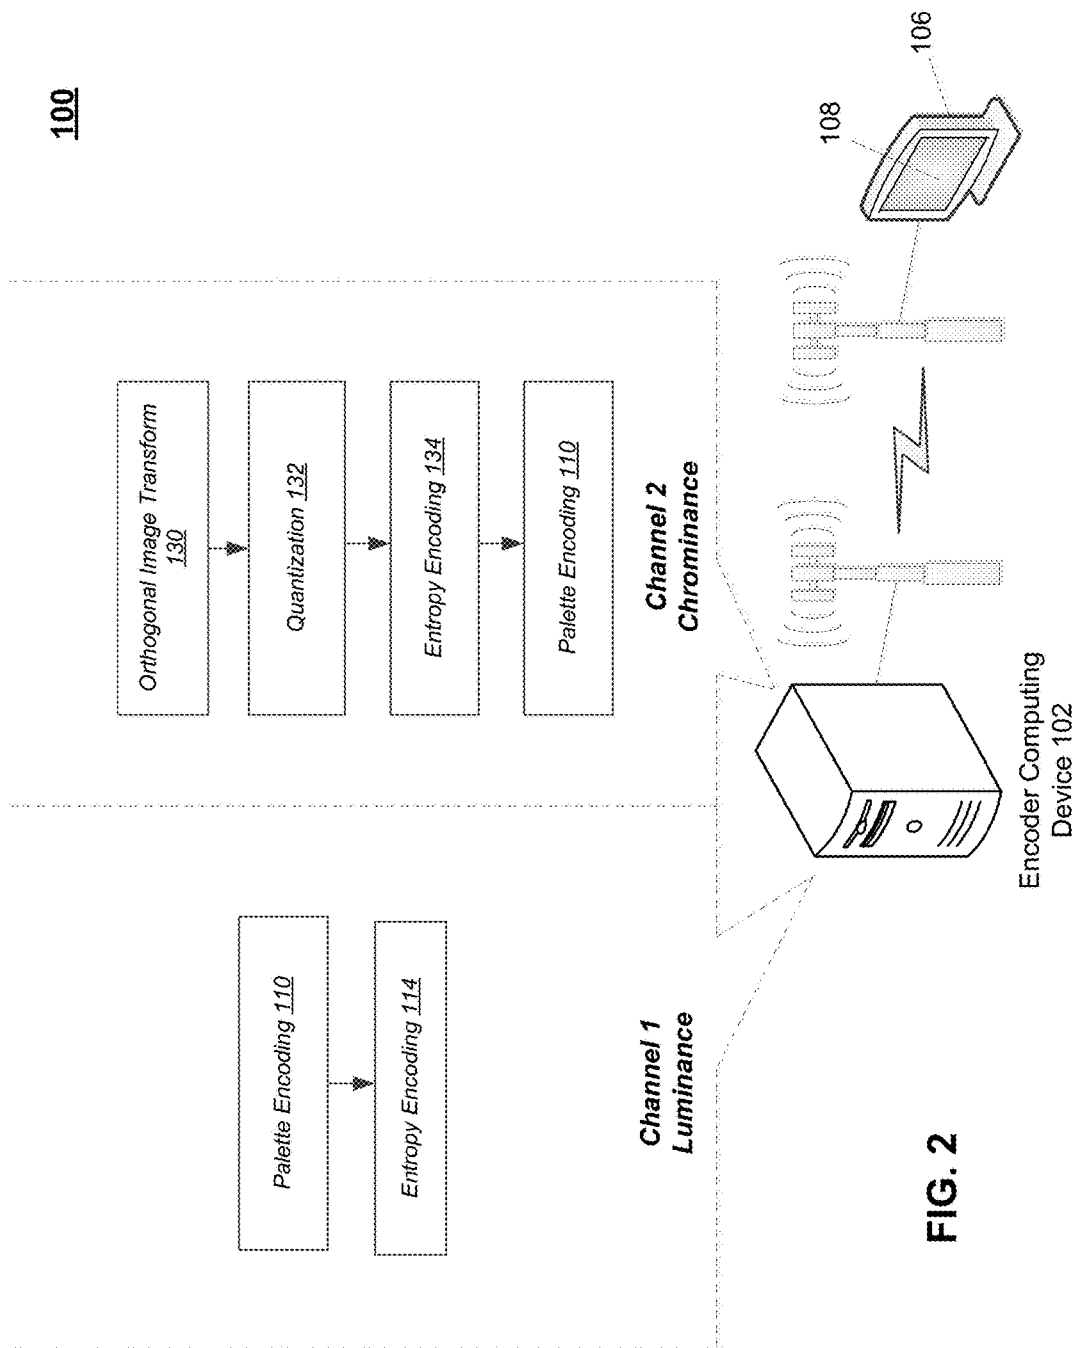 100
Palette Encoding 110
Entropy Encoding 114
Channel 1
Luminance
Orthogonal Image Transform
130
Quantization 132
Entropy Encoding 134
Palette Encoding 110
Channel 2
Chrominance
108
106
Encoder Computing
Device 102
FIG. 2